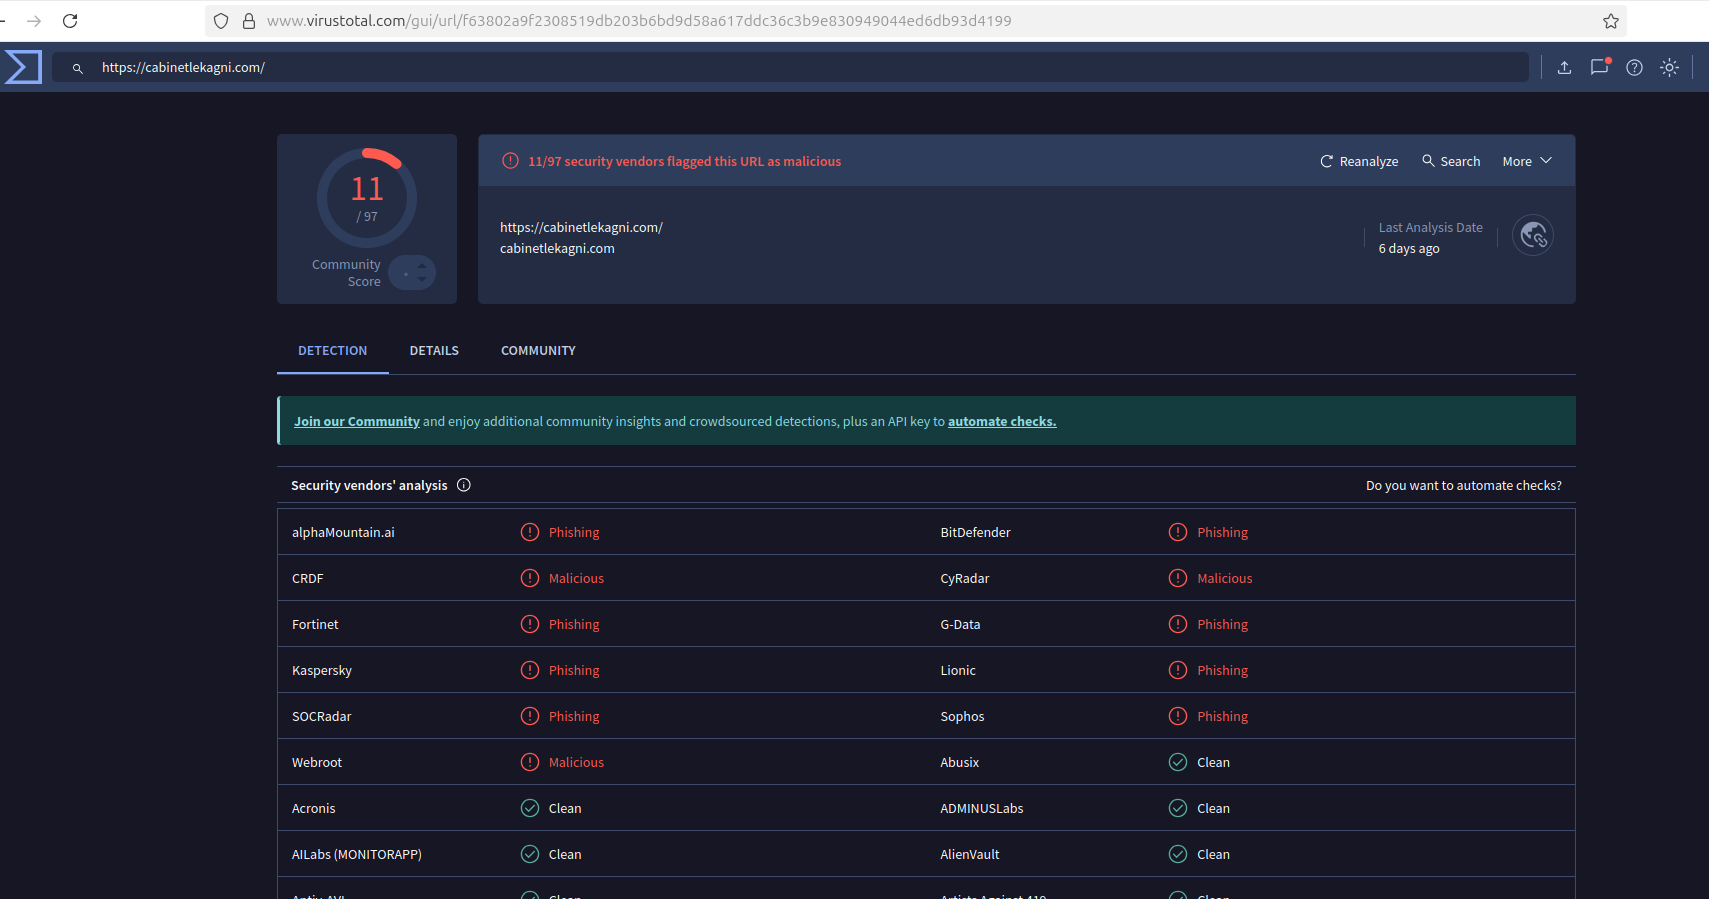 www.virustotal.com/gui/url/f63802a9f2308519db203b6bd9d58a617ddc36c3b9e830949044ed6db93d4199
https://cabinetlekagni.com/
11
/ 97
Community
Score
11/97 security vendors flagged this URL as malicious
Reanalyze
Search
More
https://cabinetlekagni.com/
cabinetlekagni.com
Last Analysis Date
6 days ago
DETECTION
DETAILS
COMMUNITY
Join our Community and enjoy additional community insights and crowdsourced detections, plus an API key to automate checks.
Security vendors' analysis
Do you want to automate checks?
alphaMountain.ai Phishing BitDefender Phishing
CRDF Malicious CyRadar Malicious
Fortinet Phishing G-Data Phishing
Kaspersky Phishing Lionic Phishing
SOCRadar Phishing Sophos Phishing
Webroot Malicious Abusix Clean
Acronis Clean ADMINUSLabs Clean
AILabs (MONITORAPP) Clean AlienVault Clean